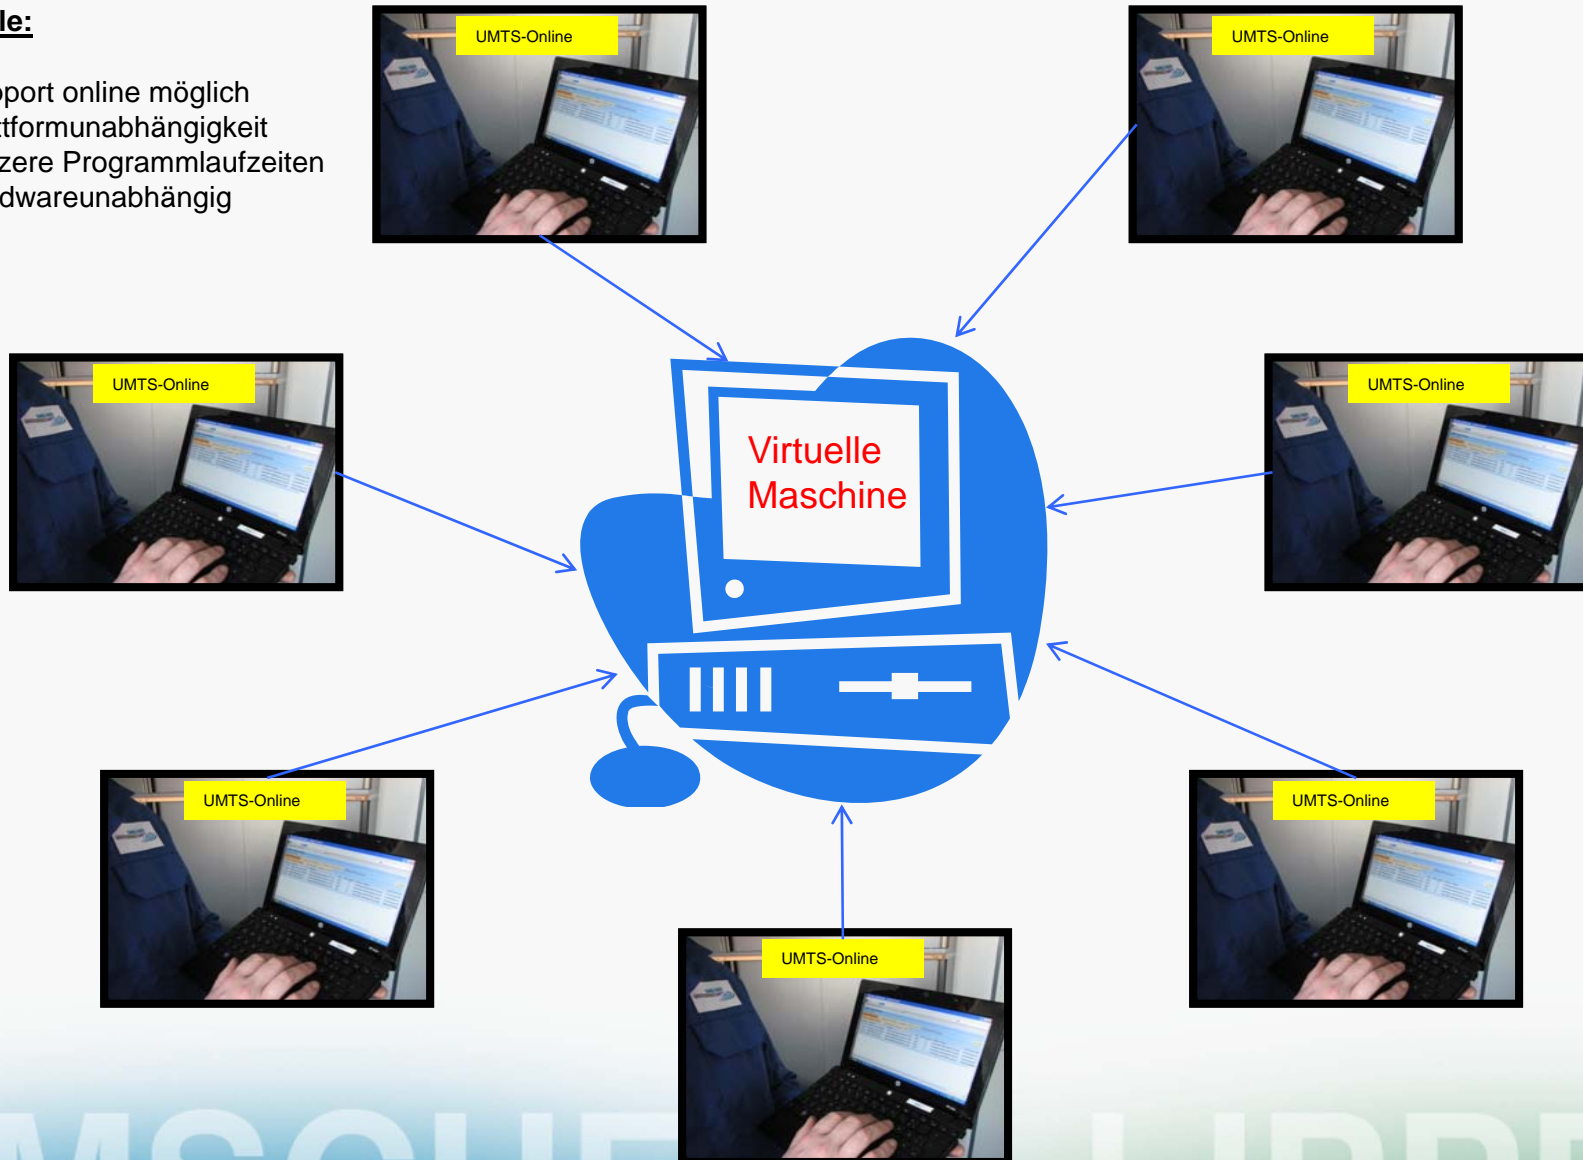 le:
port online möglich
ttformunabhängigkeit
zere Programmlaufzeiten
dwareunabhängig
UMTS-Online
UMTS-Online
UMTS-Online
UMTS-Online
Virtuelle
Maschine
UMTS-Online
UMTS-Online
UMTS-Online